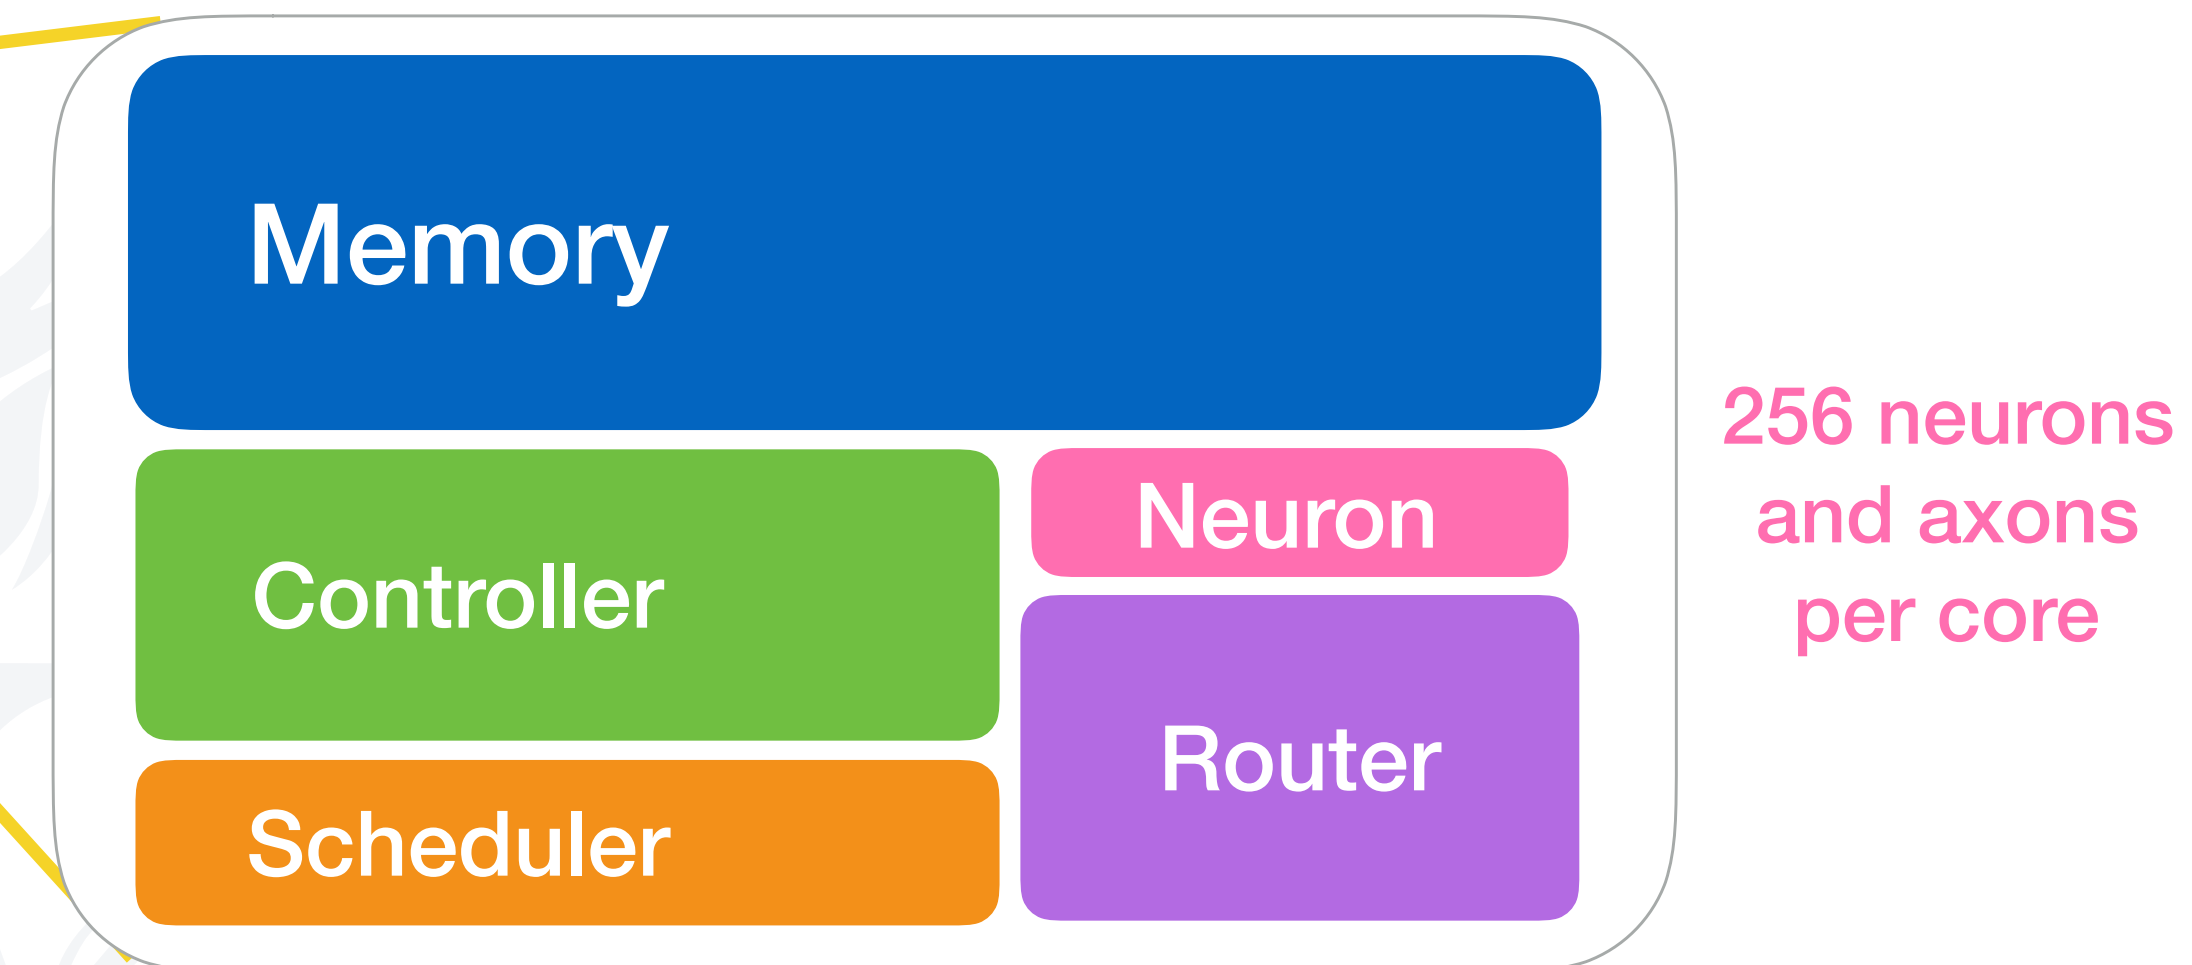 Memory
Controller
Neuron
Router
Scheduler
256 neurons
and axons
per core